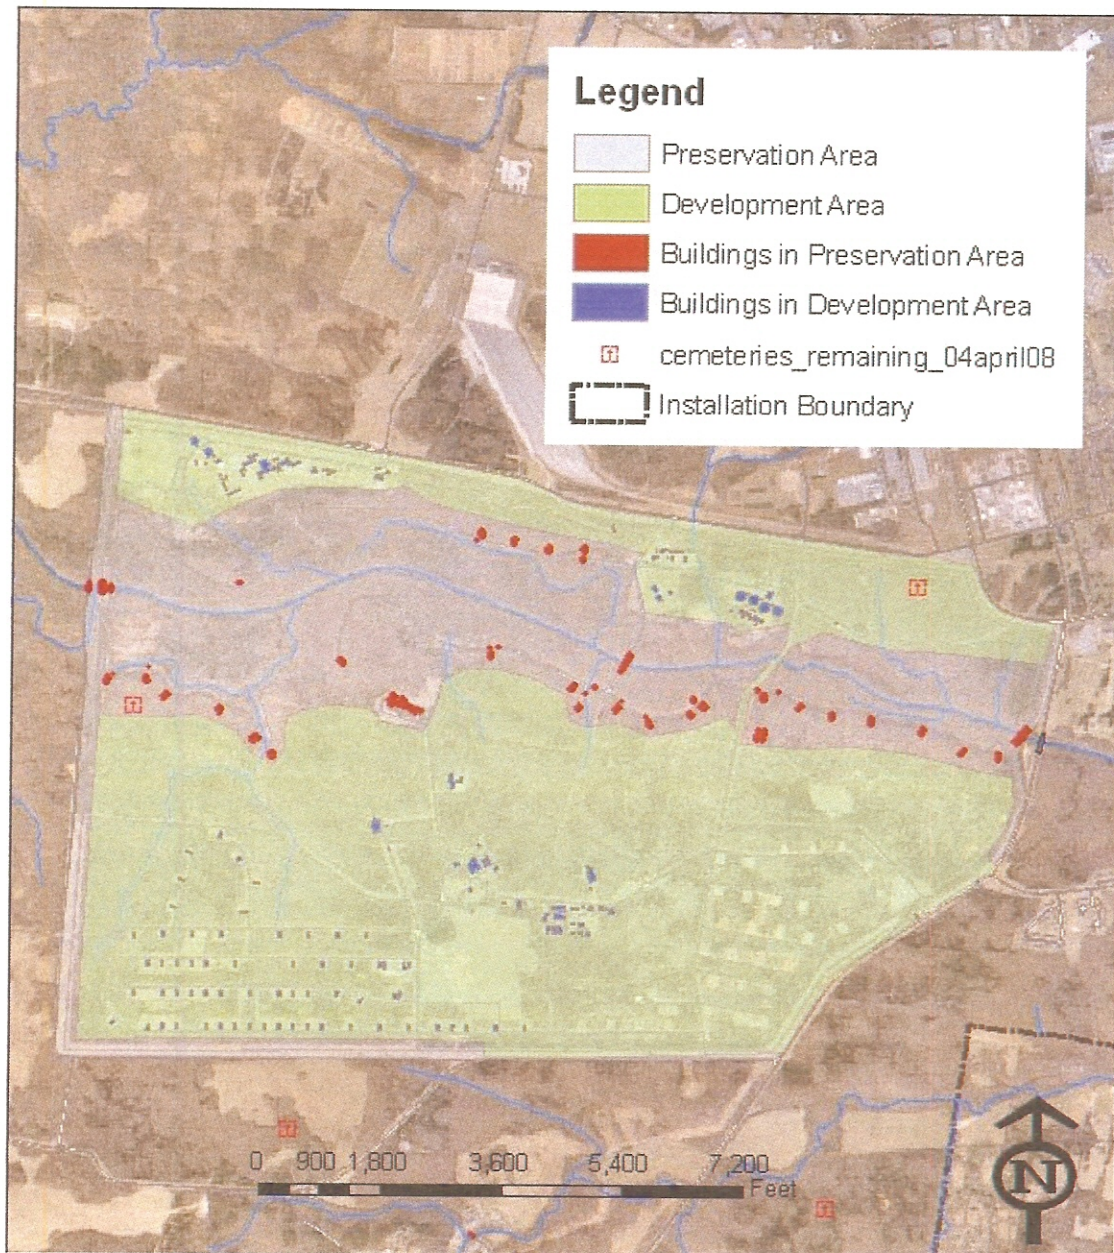 Legend
Preservation Area
Development Area
Buildings in Preservation Area
Buildings in Development Area
cemeteries_remaining_04april08
Installation Boundary
0 900 1,800 3,600 5,400 7,200
Feet
N